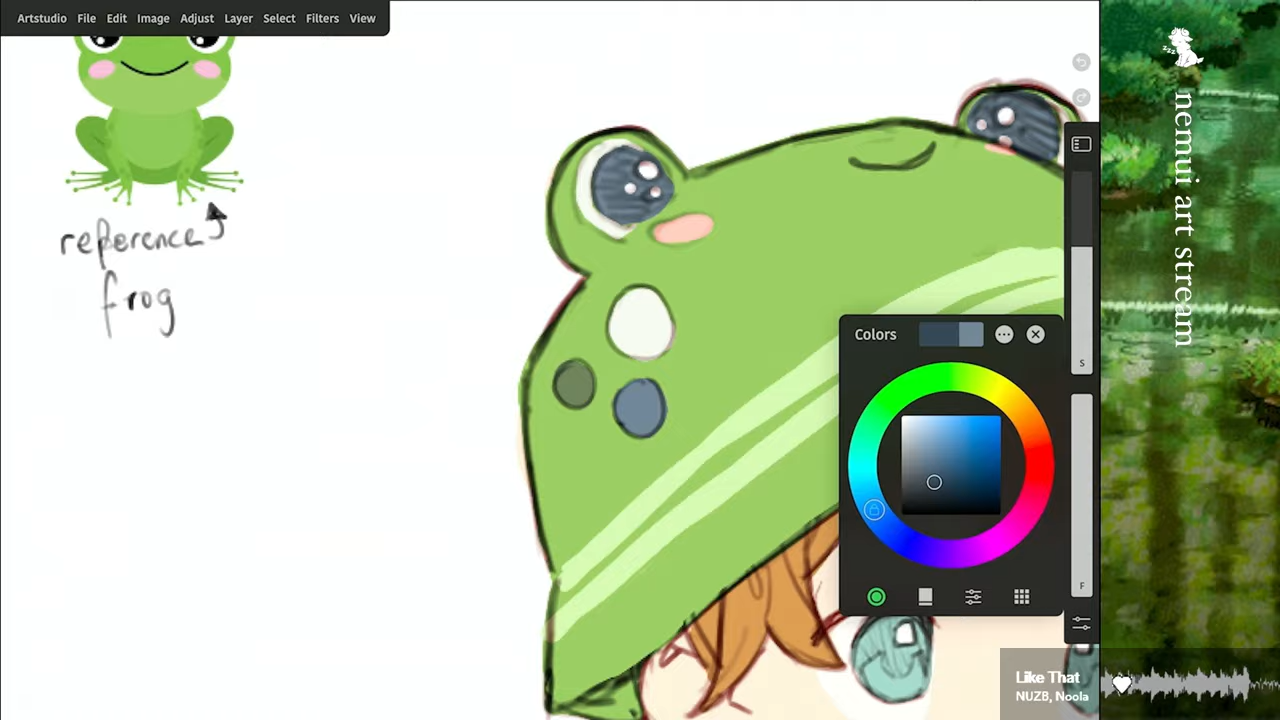 Artstudio File Edit Image Adjust Layer Select Filters View
zzz
nemui art stream
reference
frog
Colors
S
F
Like That
NUZB, Noola